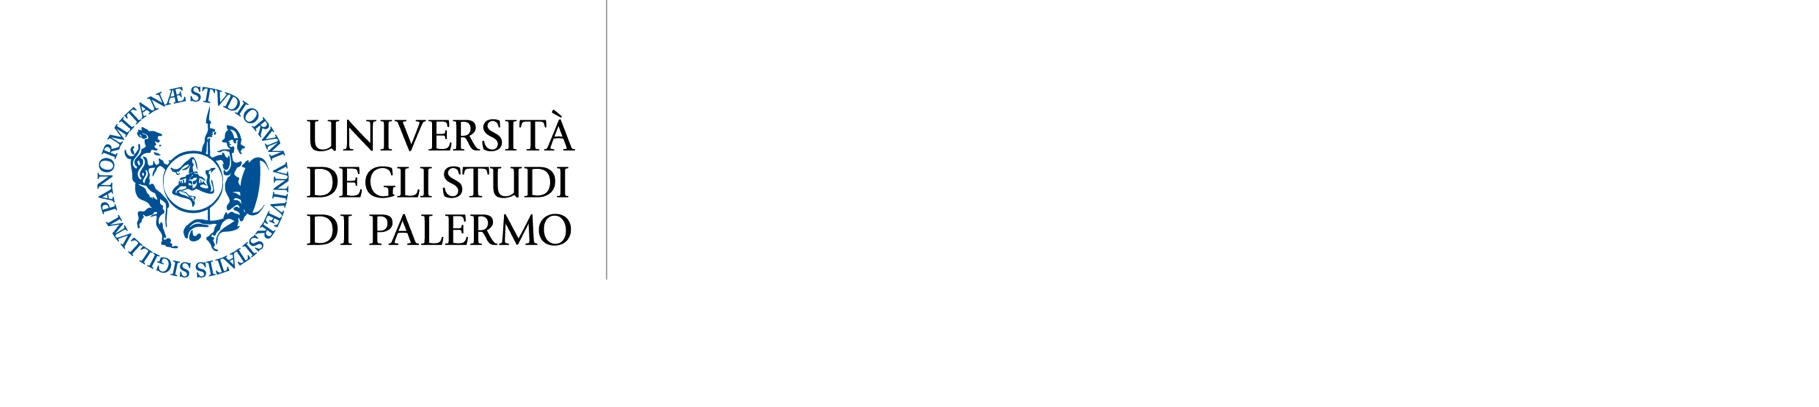 SIGILLVM PANORMITANÆ STVDIORVM VNIVERSITATIS
UNIVERSITÀ
DEGLI STUDI
DI PALERMO